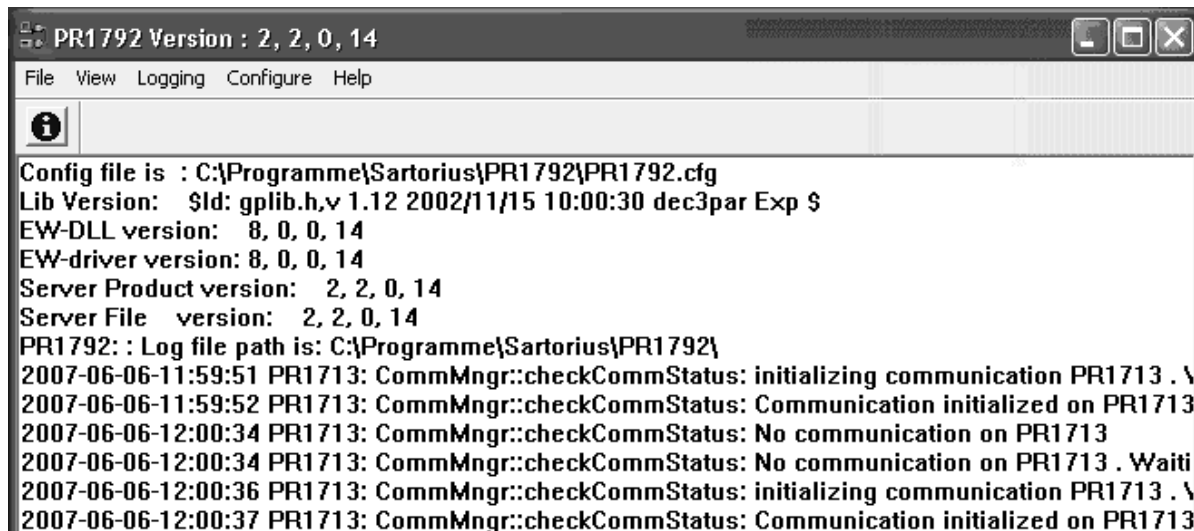 PR1792 Version : 2, 2, 0, 14
File View Logging Configure Help
Config file is : C:\Programme\Sartorius\PR1792\PR1792.cfg
Lib Version: $Id: gplib.h,v 1.12 2002/11/15 10:00:30 dec3par Exp $
EW-DLL version: 8, 0, 0, 14
EW-driver version: 8, 0, 0, 14
Server Product version: 2, 2, 0, 14
Server File version: 2, 2, 0, 14
PR1792: : Log file path is: C:\Programme\Sartorius\PR1792\
2007-06-06-11:59:51 PR1713: CommMngr::checkCommStatus: initializing communication PR1713 .
2007-06-06-11:59:52 PR1713: CommMngr::checkCommStatus: Communication initialized on PR1713
2007-06-06-12:00:34 PR1713: CommMngr::checkCommStatus: No communication on PR1713
2007-06-06-12:00:34 PR1713: CommMngr::checkCommStatus: No communication on PR1713 . Waiti
2007-06-06-12:00:36 PR1713: CommMngr::checkCommStatus: initializing communication PR1713 .
2007-06-06-12:00:37 PR1713: CommMngr::checkCommStatus: Communication initialized on PR1713